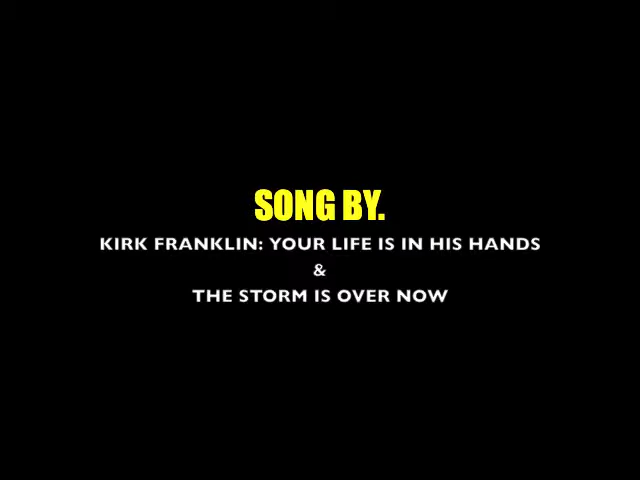 SONG BY.
KIRK FRANKLIN: YOUR LIFE IS IN HIS HANDS
&
THE STORM IS OVER NOW